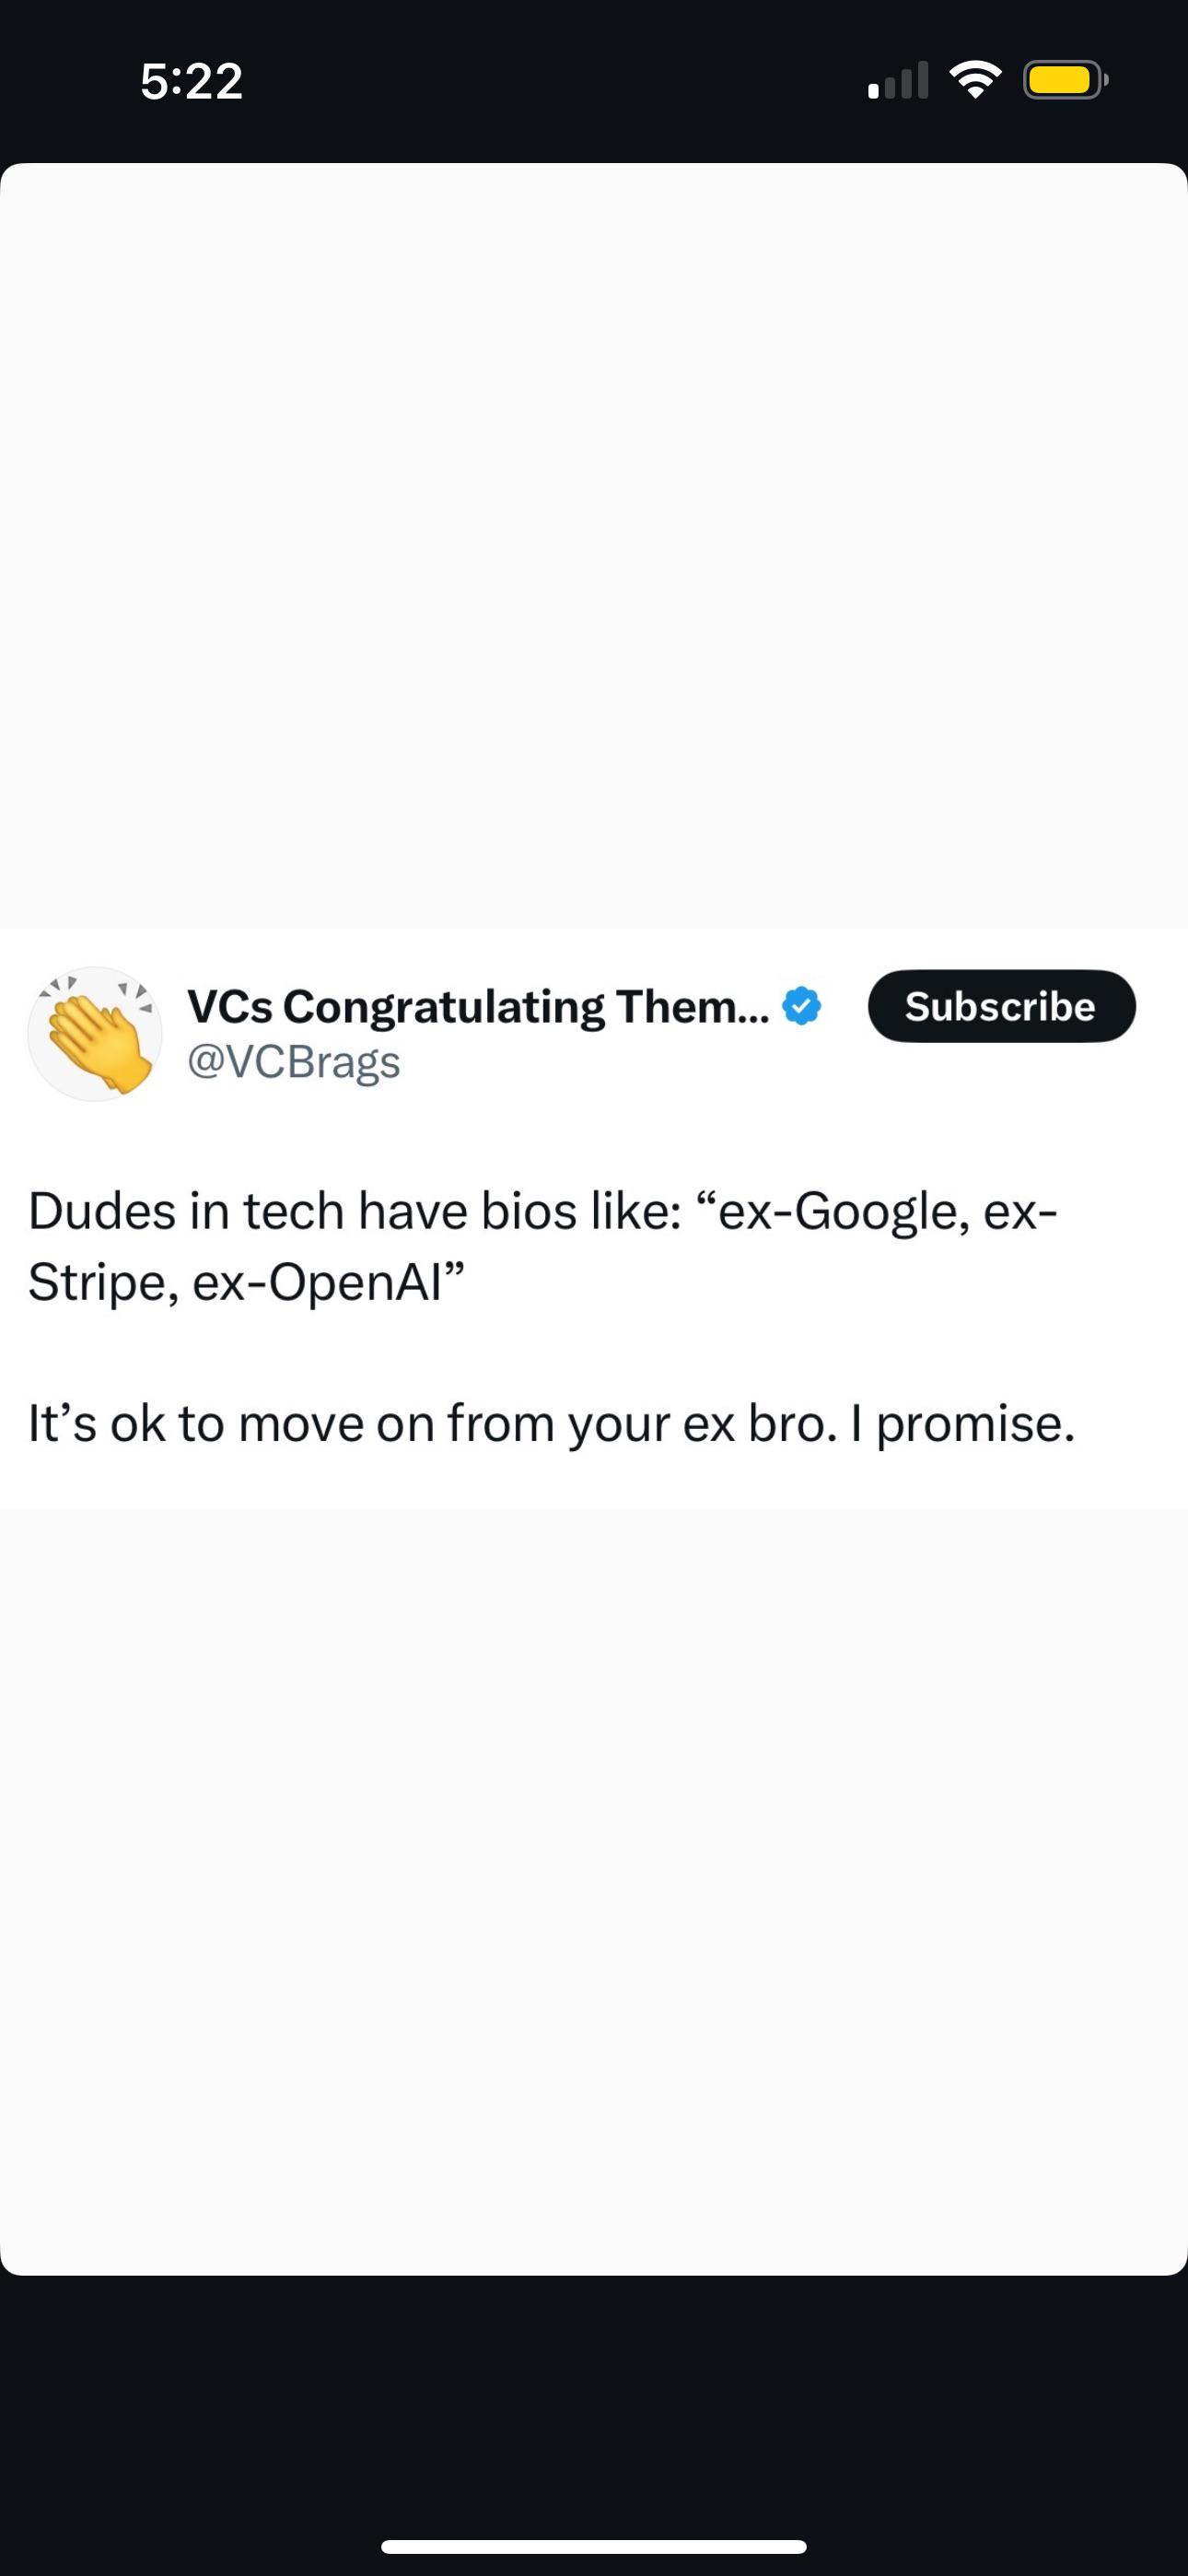 5:22
VCs Congratulating Them...
Subscribe
@VCBrags
Dudes in tech have bios like: “ex-Google, ex-
Stripe, ex-OpenAI”
It’s ok to move on from your ex bro. I promise.